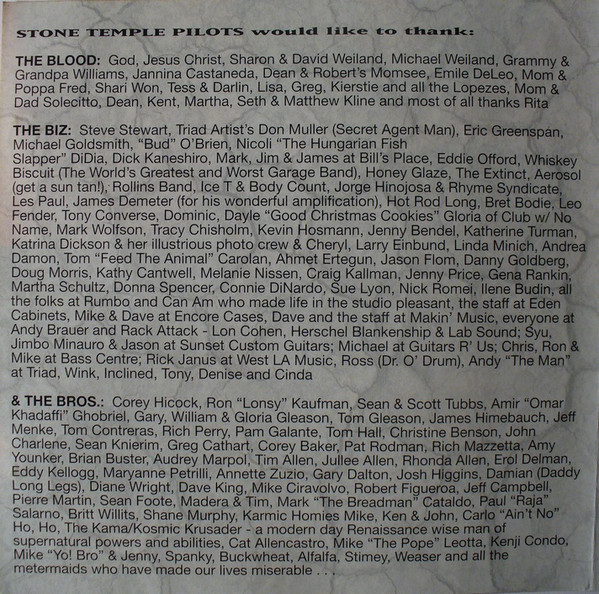 STONE TEMPLE PILOTS would like to thank:
THE BLOOD: God, Jesus Christ, Sharon & David Weiland, Michael Weiland, Grammy &
Grandpa Williams, Jannina Castaneda, Dean & Robert's Momsee, Emile DeLeo, Mom &
Poppa Fred, Shari Won, Tess & Darlin, Lisa, Greg, Kierstie and all the Lopezes, Mom &
Dad Solecitto, Dean, Kent, Martha, Seth & Matthew Kline and most of all thanks Rita
THE BIZ: Steve Stewart, Triad Artist's Don Muller (Secret Agent Man), Eric Greenspan,
Michael Goldsmith, "Bud" O'Brien, Nicoli "The Hungarian Fish
Slapper" DiDia, Dick Kaneshiro, Mark, Jim & James at Bill's Place, Eddie Offord, Whiskey
Biscuit (The World's Greatest and Worst Garage Band), Honey Glaze, The Extinct, Aerosol
(get a sun tan!), Rollins Band, Ice T & Body Count, Jorge Hinojosa & Rhyme Syndicate,
Les Paul, James Demeter (for his wonderful amplification), Hot Rod Long, Bret Bodie, Leo
Fender, Tony Converse, Dominic, Dayle "Good Christmas Cookies" Gloria of Club w/ No
Name, Mark Wolfson, Tracy Chisholm, Kevin Hosmann, Jenny Bendel, Katherine Turman,
Katrina Dickson & her illustrious photo crew & Cheryl, Larry Einbund, Linda Minich, Andrea
Damon, Tom "Feed The Animal" Carolan, Ahmet Ertegun, Jason Flom, Danny Goldberg,
Doug Morris, Kathy Cantwell, Melanie Nissen, Craig Kallman, Jenny Price, Gena Rankin,
Martha Schultz, Donna Spencer, Connie DiNardo, Sue Lyon, Nick Romei, Ilene Budin, all
the folks at Rumbo and Can Am who made life in the studio pleasant, the staff at Eden
Cabinets, Mike & Dave at Encore Cases, Dave and the staff at Makin' Music, everyone at
Andy Brauer and Rack Attack - Lon Cohen, Herschel Blankenship & Lab Sound; Syu,
Jimbo Minauro & Jason at Sunset Custom Guitars; Michael at Guitars R' Us; Chris, Ron &
Mike at Bass Centre; Rick Janus at West LA Music, Ross (Dr. O' Drum), Andy "The Man"
at Triad, Wink, Inclined, Tony, Denise and Cinda
& THE BROS.: Corey Hicock, Ron "Lonsy" Kaufman, Sean & Scott Tubbs, Amir "Omar
Khadaffi" Ghobriel, Gary, William & Gloria Gleason, Tom Gleason, James Himebauch, Jeff
Menke, Tom Contreras, Rich Perry, Pam Galante, Tom Hall, Christine Benson, John
Charlene, Sean Knierim, Greg Cathart, Corey Baker, Pat Rodman, Rich Mazzetta, Amy
Younker, Brian Buster, Audrey Marpol, Tim Allen, Jullee Allen, Rhonda Allen, Erol Delman,
Eddy Kellogg, Maryanne Petrilli, Annette Zuzio, Gary Dalton, Josh Higgins, Damian (Daddy
Long Legs), Diane Wright, Dave King, Mike Ciravolvo, Robert Figueroa, Jeff Campbell,
Pierre Martin, Sean Foote, Madera & Tim, Mark "The Breadman" Cataldo, Paul "Raja"
Salarno, Britt Willits, Shane Murphy, Karmic Homies Mike, Ken & John, Carlo "Ain't No"
Ho, Ho, The Kama/Kosmic Krusader - a modern day Renaissance wise man of
supernatural powers and abilities, Cat Allencastro, Mike "The Pope" Leotta, Kenji Condo,
Mike "Yo! Bro" & Jenny, Spanky, Buckwheat, Alfalfa, Stimey, Weaser and all the
metermaids who have made our lives miserable . . .